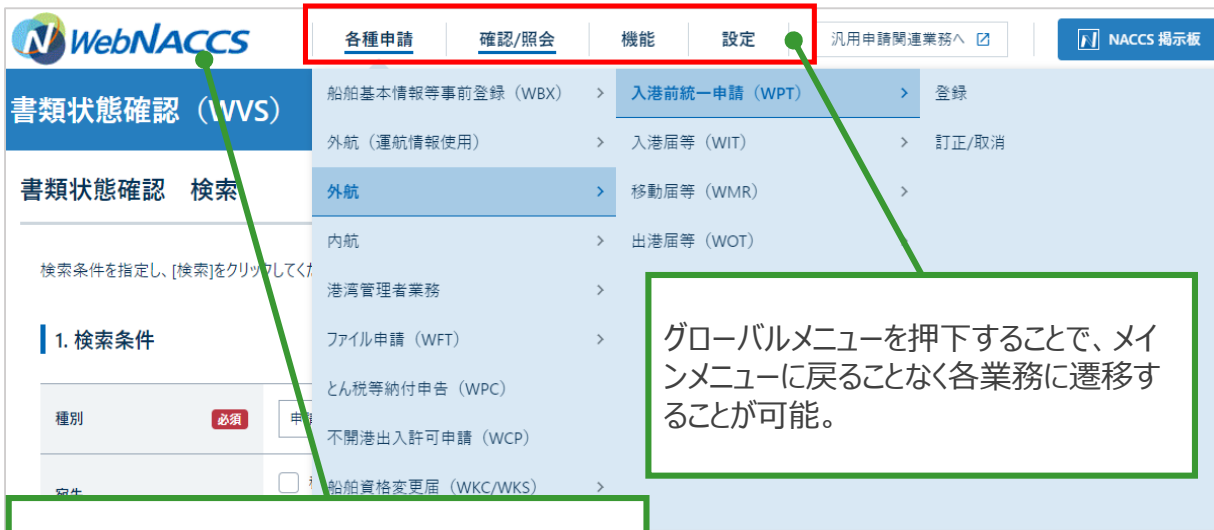 WebNACCS 各種申請 確認/照会 機能 設定 汎用申請関連業務へ NACCS 掲示板
書類状態確認（WVS）
書類状態確認 検索
検索条件を指定し、[検索]をクリックしてくだ
1. 検索条件
種別 必須
宛先
船舶基本情報等事前登録（WBX）
外航（運航情報使用）
外航
内航
港湾管理者業務
ファイル申請（WFT）
とん税等納付申告（WPC）
不開港出入許可申請（WCP）
船舶資格変更届（WKC/WKS）
入港前統一申請（WPT）
入港届等（WIT）
移動届等（WMR）
出港届等（WOT）
登録
訂正/取消
グローバルメニューを押下することで、メイ
ンメニューに戻ることなく各業務に遷移す
ることが可能。